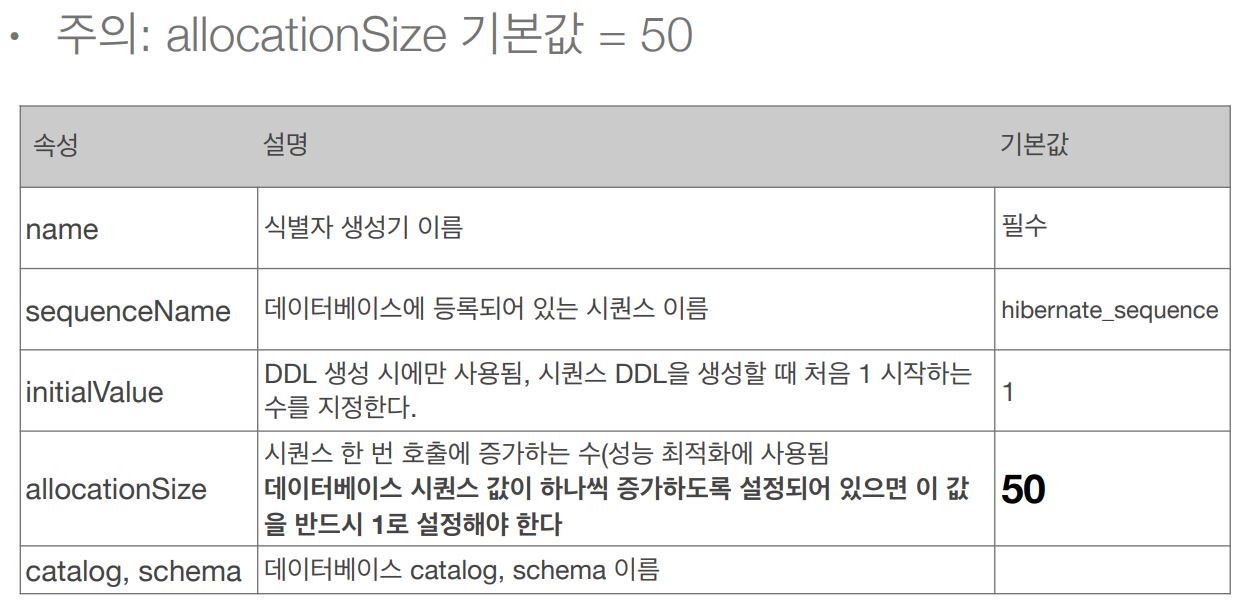 • 주의: allocationSize 기본값 = 50
속성 설명 기본값
name 식별자 생성기 이름 필수
sequenceName 데이터베이스에 등록되어 있는 시퀀스 이름 hibernate_sequence
initialValue DDL 생성 시에만 사용됨, 시퀀스 DDL을 생성할 때 처음 1 시작하는
수를 지정한다. 1
allocationSize 시퀀스 한 번 호출에 증가하는 수(성능 최적화에 사용됨
데이터베이스 시퀀스 값이 하나씩 증가하도록 설정되어 있으면 이 값
을 반드시 1로 설정해야 한다 50
catalog, schema 데이터베이스 catalog, schema 이름